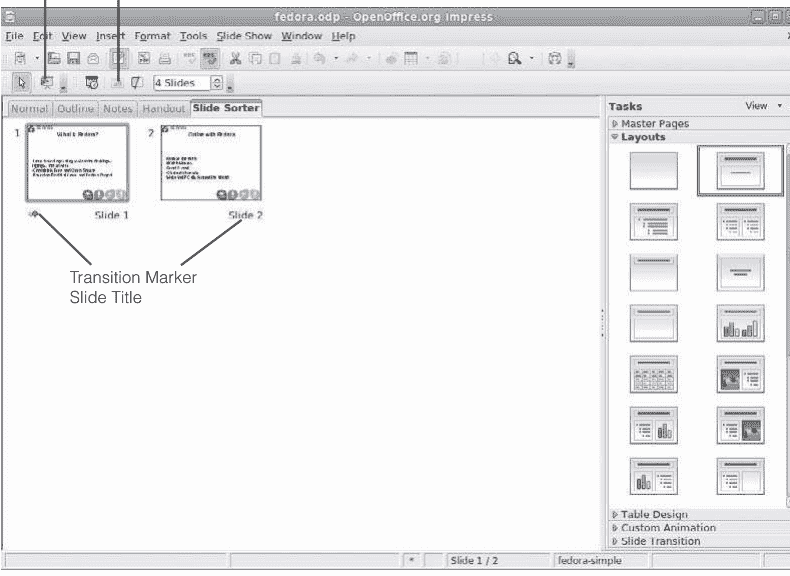 fedora.odp - OpenOffice.org Impress
File Edit View Insert Format Tools Slide Show Window Help
4 Slides
Normal Outline Notes Handout Slide Sorter
Tasks View
Master Pages
Layouts
1 What is Fedora?
2 Online with Fedora
Slide 1 Slide 2
Transition Marker
Slide Title
Table Design
Custom Animation
Slide Transition
* Slide 1 / 2 fedora-simple